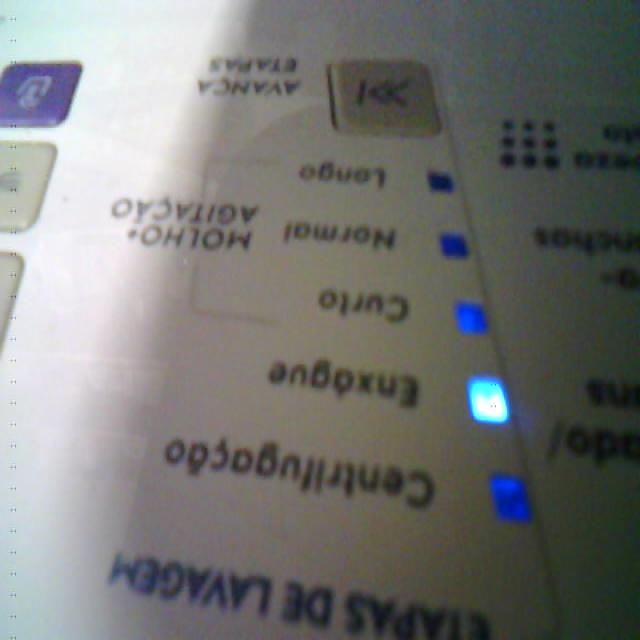 ETAPAS DE LAVAGEM
Centrifugação
Enxágue
Curto
Normal
MOLHO+
AGITAÇÃO
Longo
AVANÇA
ETAPAS